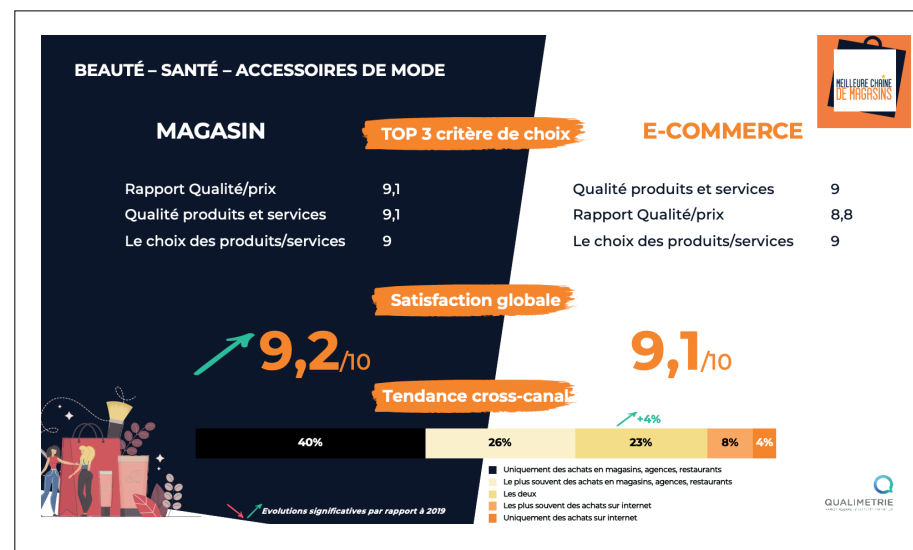 BEAUTÉ – SANTÉ – ACCESSOIRES DE MODE
MEILLEURE CHAÎNE
DE MAGASINS
MAGASIN
TOP 3 critère de choix
E-COMMERCE
Rapport Qualité/prix 9,1
Qualité produits et services 9,1
Le choix des produits/services 9
Qualité produits et services 9
Rapport Qualité/prix 8,8
Le choix des produits/services 9
Satisfaction globale
9,2/10
9,1/10
Tendance cross-canal
+4%
40% 26% 23% 8% 4%
Uniquement des achats en magasins, agences, restaurants
Le plus souvent des achats en magasins, agences, restaurants
Les deux
Les plus souvent des achats sur internet
Uniquement des achats sur internet
Evolutions significatives par rapport à 2019
QUALIMETRIE